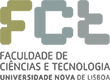 fct
FACULDADE DE
CIÊNCIAS E TECNOLOGIA
UNIVERSIDADE NOVA DE LISBOA